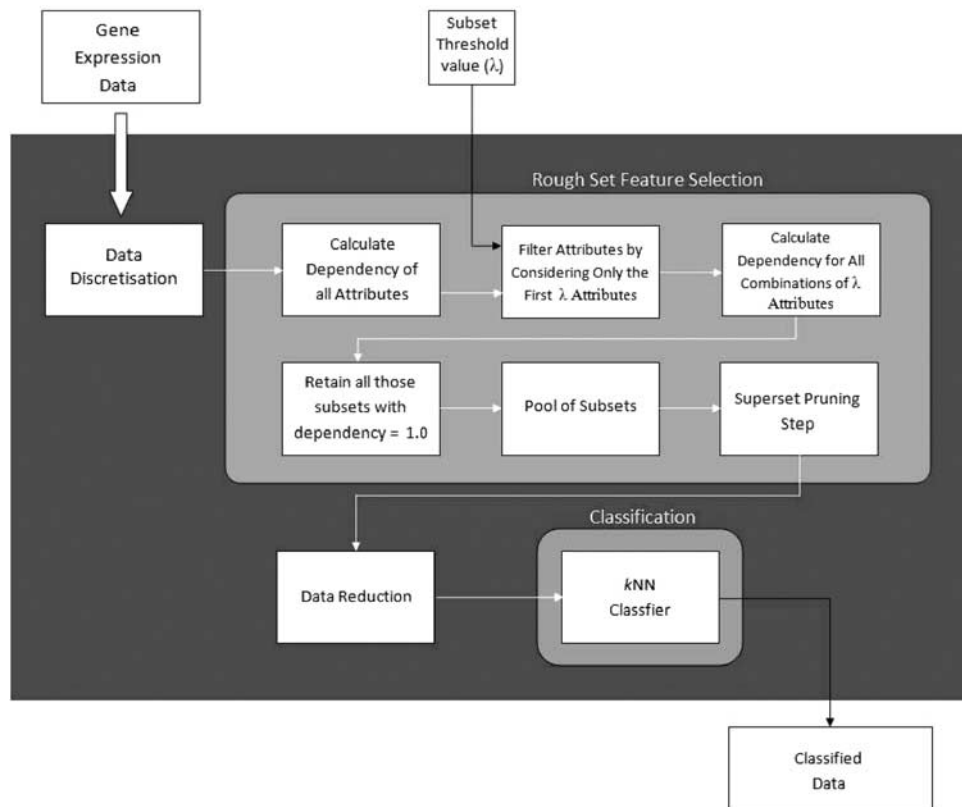 Gene
Expression
Data
Subset
Threshold
value (λ)
Rough Set Feature Selection
Data
Discretisation
Calculate
Dependency of
all Attributes
Filter Attributes by
Considering Only the
First λ Attributes
Calculate
Dependency for All
Combinations of λ
Attributes
Retain all those
subsets with
dependency = 1.0
Pool of Subsets
Superset Pruning
Step
Classification
Data Reduction
kNN
Classfier
Classified
Data